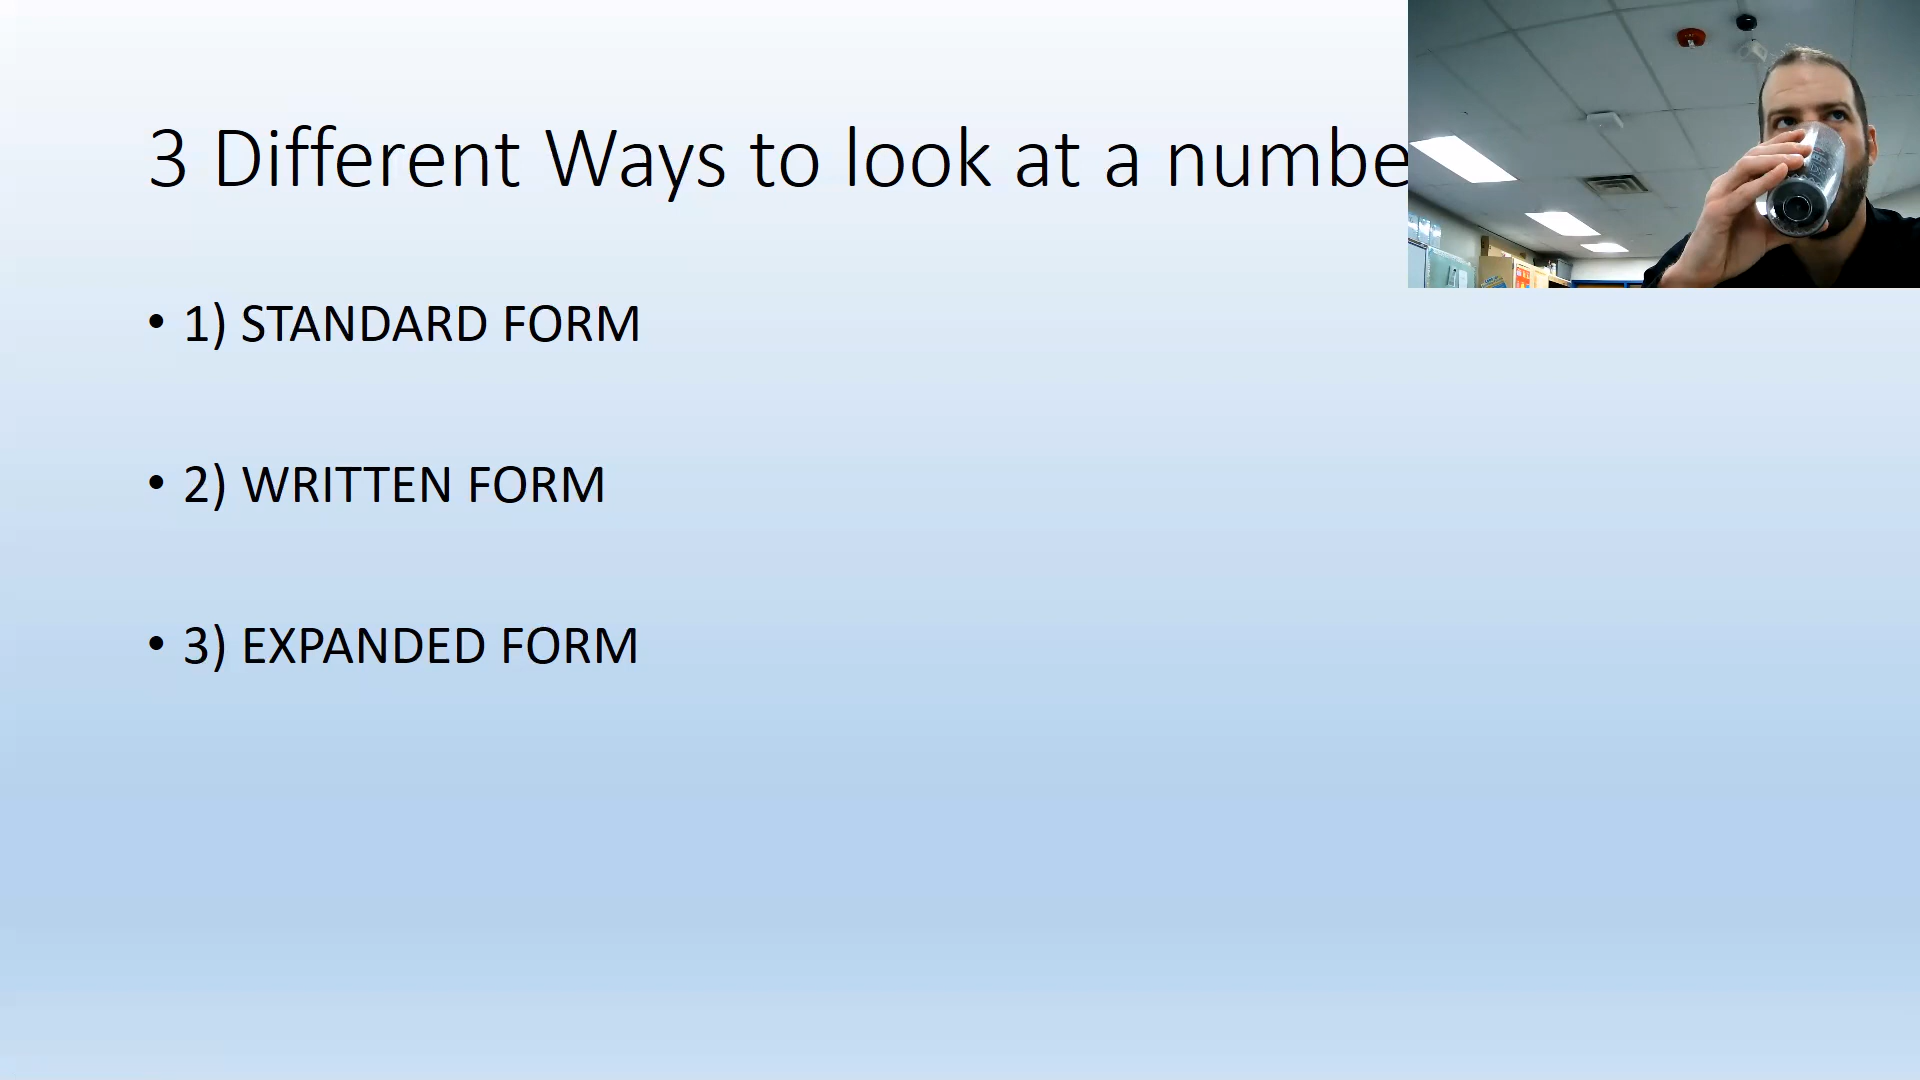 3 Different Ways to look at a numbe
• 1) STANDARD FORM
• 2) WRITTEN FORM
• 3) EXPANDED FORM